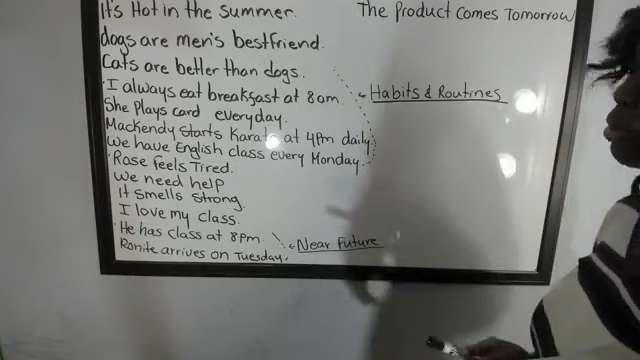 It's Hot in the summer.
The Product Comes Tomorrow
dogs are men's bestfriend.
Cats are better than dogs.
I always eat breakfast at 8am.
Habits & Routines
She plays card everyday.
Mackendy starts Karate at 4pm daily.
We have English class every Monday.
Rose feels Tired.
We need help
It smells strong.
I love my class.
He has class at 8pm.
Near Future
Ronite arrives on Tuesday.